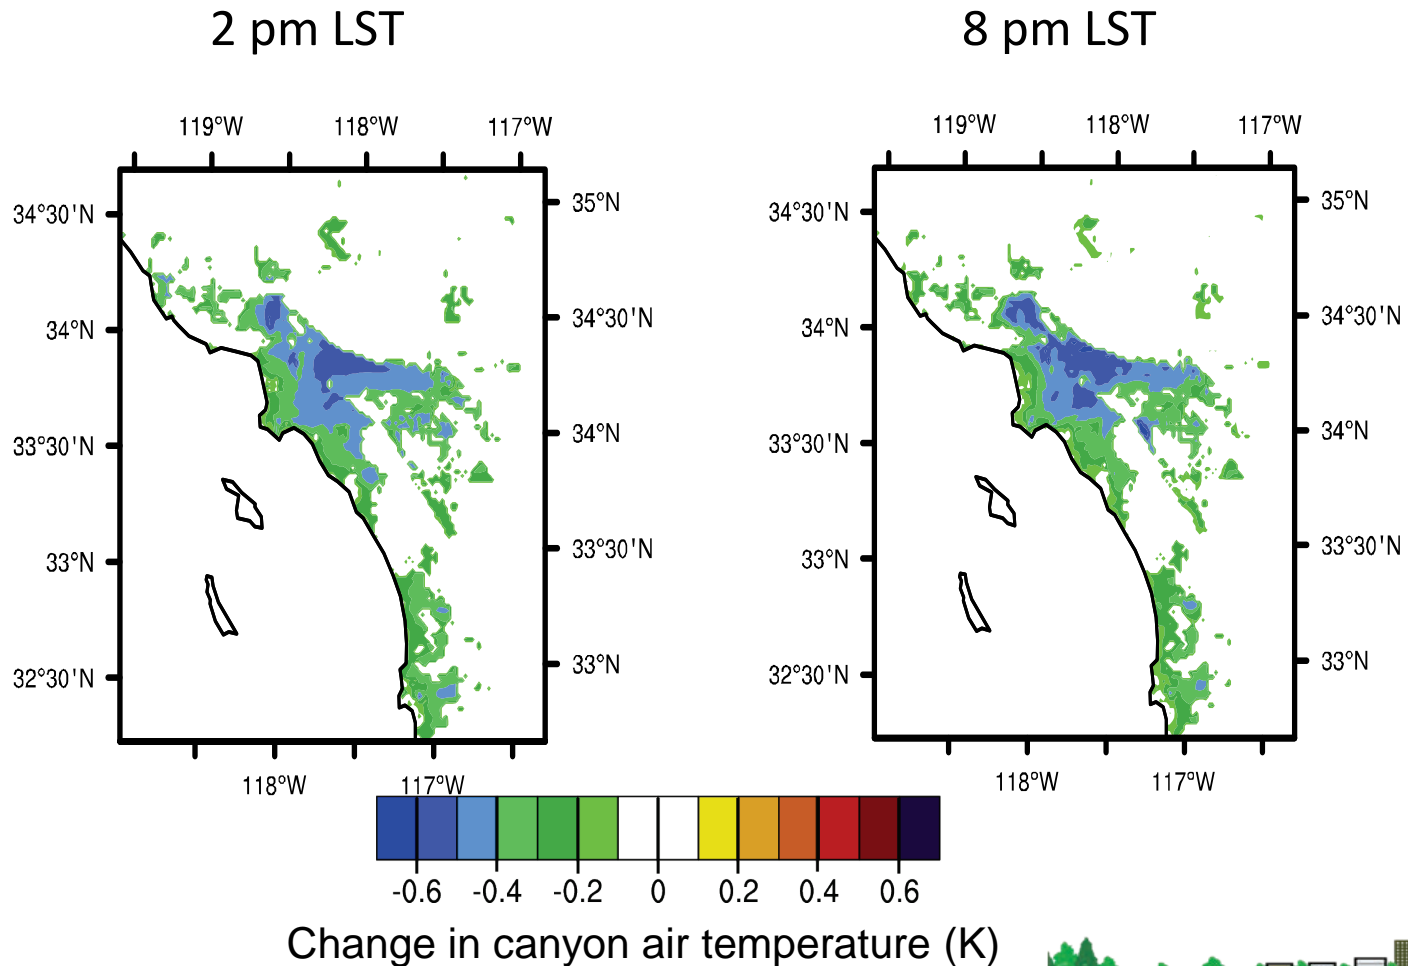 2 pm LST 8 pm LST
119°W 118°W 117°W 119°W 118°W 117°W
34°30'N 35°N 34°30'N 35°N
34°N 34°30'N 34°N 34°30'N
33°30'N 34°N 33°30'N 34°N
33°N 33°30'N 33°N 33°30'N
32°30'N 33°N 32°30'N 33°N
118°W 117°W 118°W 117°W
-0.6 -0.4 -0.2 0 0.2 0.4 0.6
Change in canyon air temperature (K)